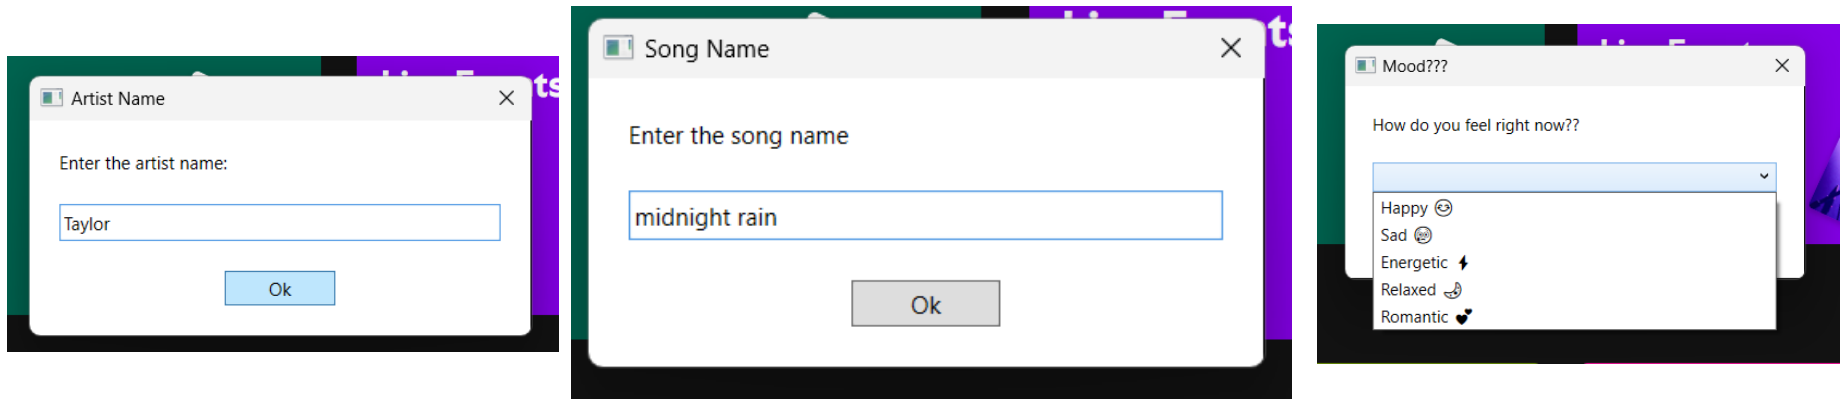 Artist Name
Enter the artist name:
Taylor
Ok
Song Name
Enter the song name
midnight rain
Ok
Mood???
How do you feel right now??
Happy 😊
Sad 😢
Energetic ⚡
Relaxed 🌙
Romantic 💕